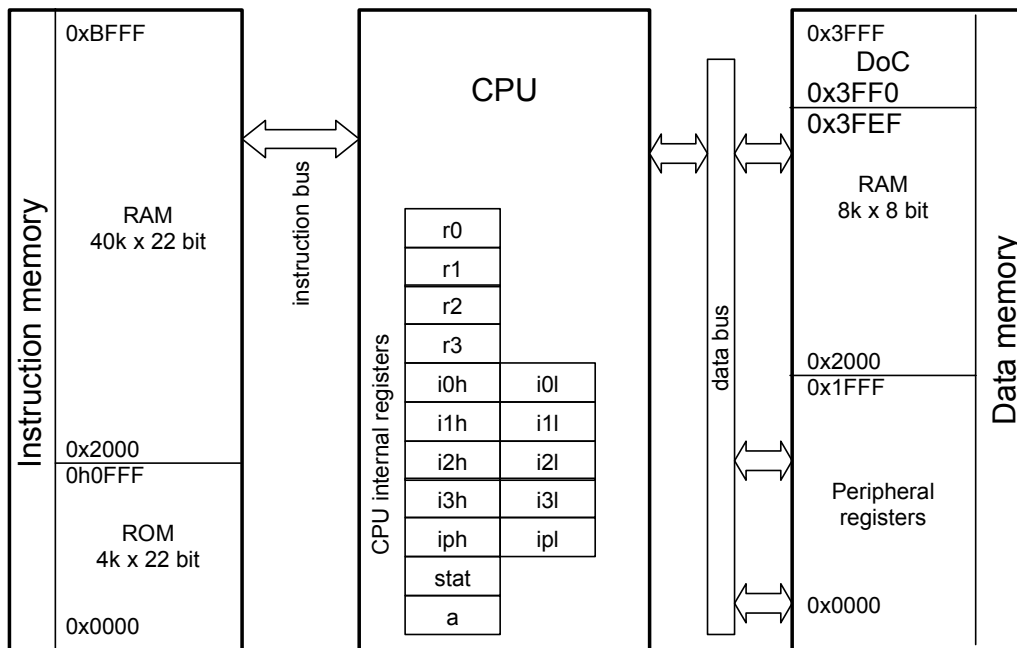 Instruction memory
0xBFFF
RAM
40k x 22 bit
0x2000
0h0FFF
ROM
4k x 22 bit
0x0000
instruction bus
CPU
CPU internal registers
r0
r1
r2
r3
i0h i0l
i1h i1l
i2h i2l
i3h i3l
iph ipl
stat
a
data bus
0x3FFF
DoC
0x3FF0
0x3FEF
RAM
8k x 8 bit
0x2000
0x1FFF
Peripheral
registers
0x0000
Data memory